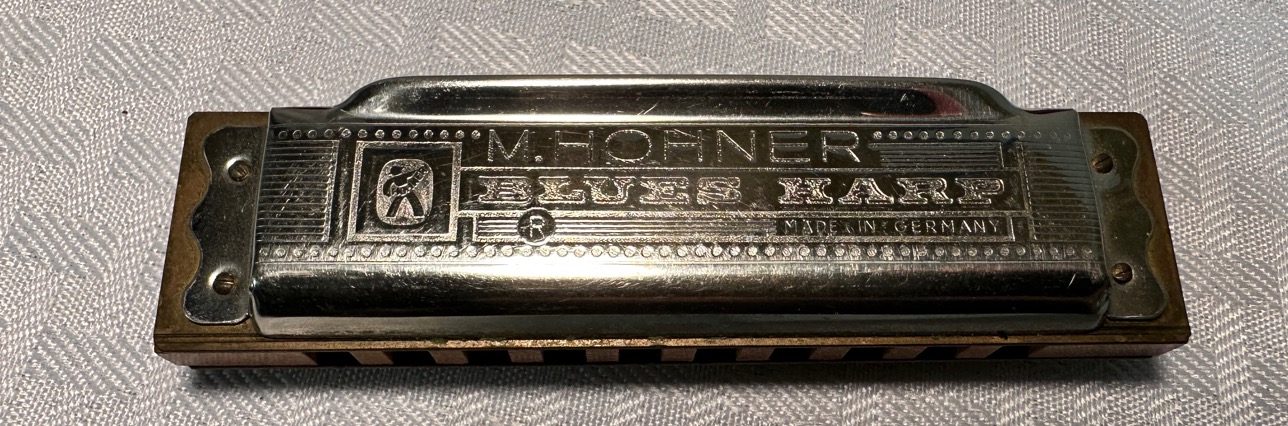 M. HOHNER
BLUES HARP
®
MADE IN GERMANY